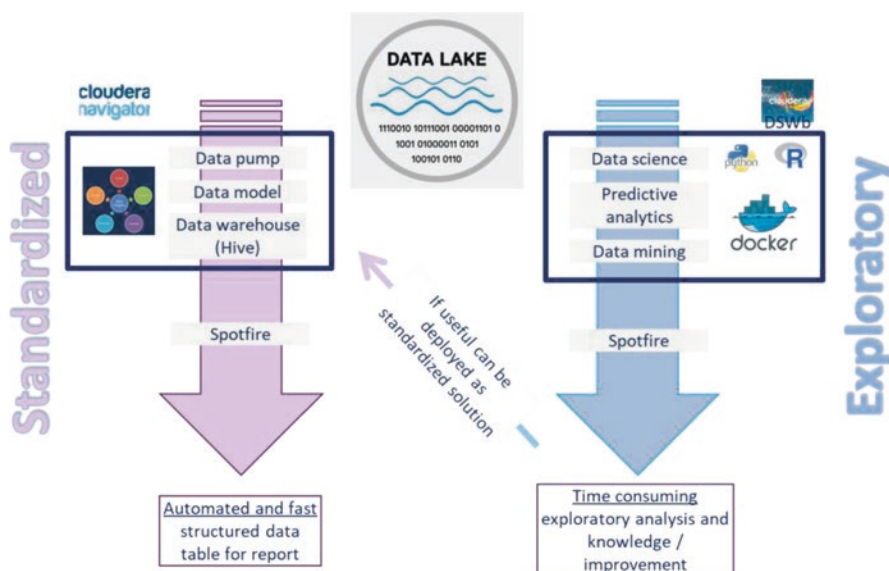 DATA LAKE
1110010 10111001 00001101 0
1001 01000011 0101
100101 0110
Standardized
cloudera
navigator
Data pump
Data model
Data warehouse
(Hive)
Spotfire
Automated and fast
structured data
table for report
If useful can be
deployed as
standardized solution
cloudera
DSWb
Data science
python
R
Predictive
analytics
docker
Data mining
Spotfire
Time consuming
exploratory analysis and
knowledge /
improvement
Exploratory